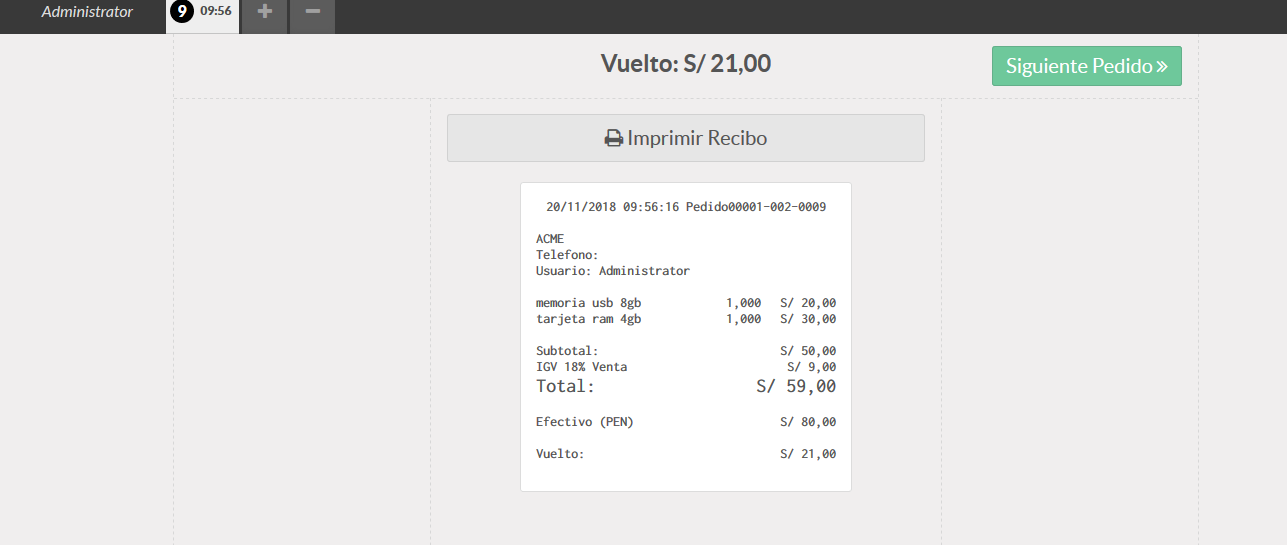 Administrator 9 09:56
Vuelto: S/ 21,00
Siguiente Pedido
Imprimir Recibo
20/11/2018 09:56:16 Pedido00001-002-0009
ACME
Telefono:
Usuario: Administrator
memoria usb 8gb 1,000 S/ 20,00
tarjeta ram 4gb 1,000 S/ 30,00
Subtotal: S/ 50,00
IGV 18% Venta S/ 9,00
Total: S/ 59,00
Efectivo (PEN) S/ 80,00
Vuelto: S/ 21,00